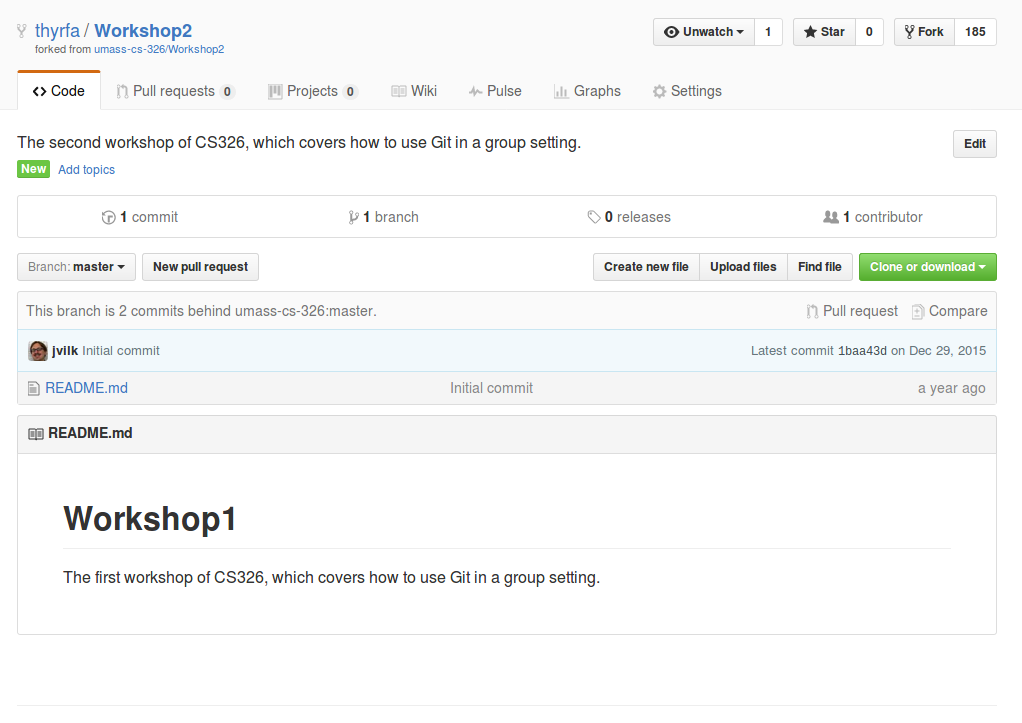 thyrfa / Workshop2 Unwatch 1 Star 0 Fork 185
forked from umass-cs-326/Workshop2
Code Pull requests 0 Projects 0 Wiki Pulse Graphs Settings
The second workshop of CS326, which covers how to use Git in a group setting. Edit
New Add topics
1 commit 1 branch 0 releases 1 contributor
Branch: master New pull request Create new file Upload files Find file Clone or download
This branch is 2 commits behind umass-cs-326:master. Pull request Compare
jvilk Initial commit Latest commit 1baa43d on Dec 29, 2015
README.md Initial commit a year ago
README.md
Workshop1
The first workshop of CS326, which covers how to use Git in a group setting.